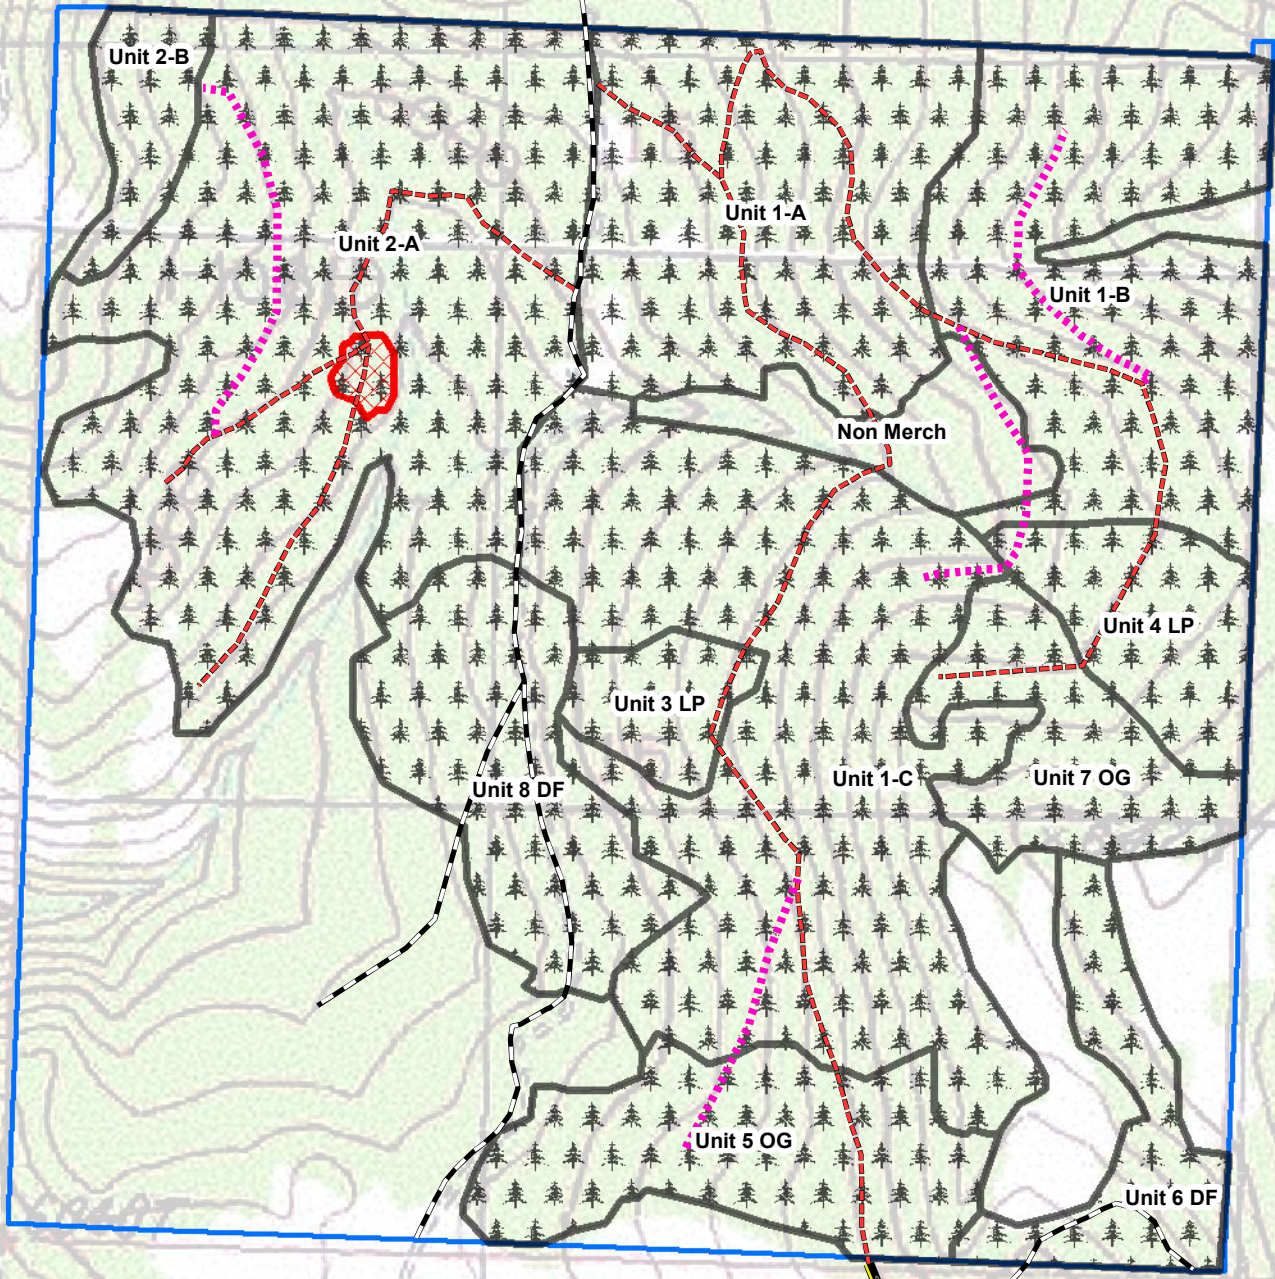 Unit 2-B
Unit 1-A
Unit 2-A
Unit 1-B
Non Merch
Unit 4 LP
Unit 3 LP
Unit 1-C
Unit 7 OG
Unit 8 DF
Unit 5 OG
Unit 6 DF